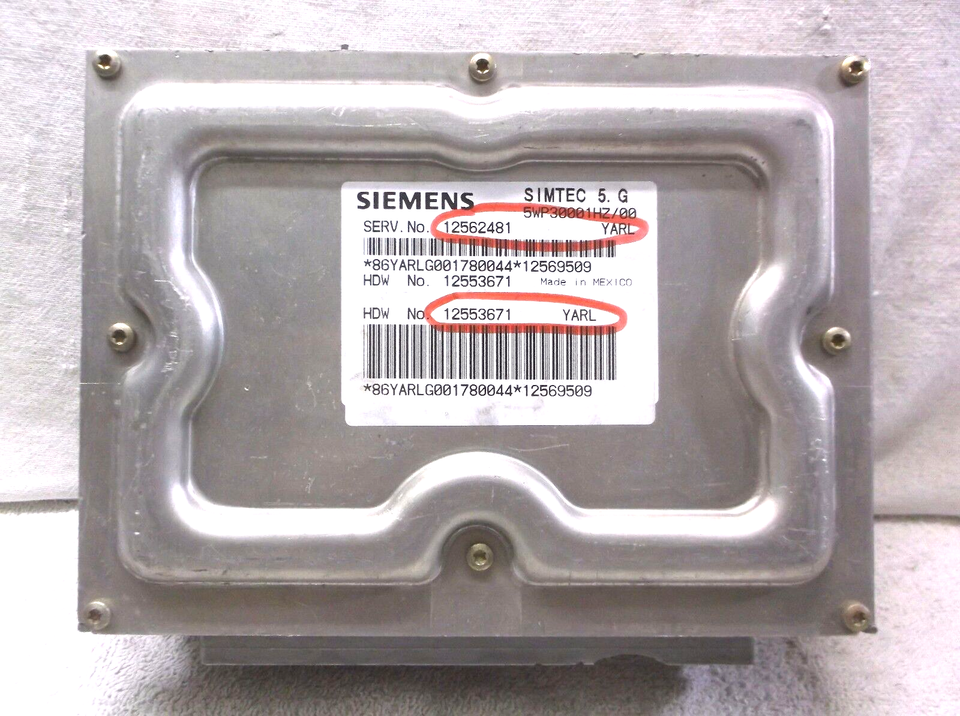 SIEMENS SIMTEC 5. G
5WP30001HZ/00
SERV. No. 12562481 YARL
*86YARLG001780044*12569509
HDW No. 12553671 Made in MEXICO
HDW No. 12553671 YARL
*86YARLG001780044*12569509